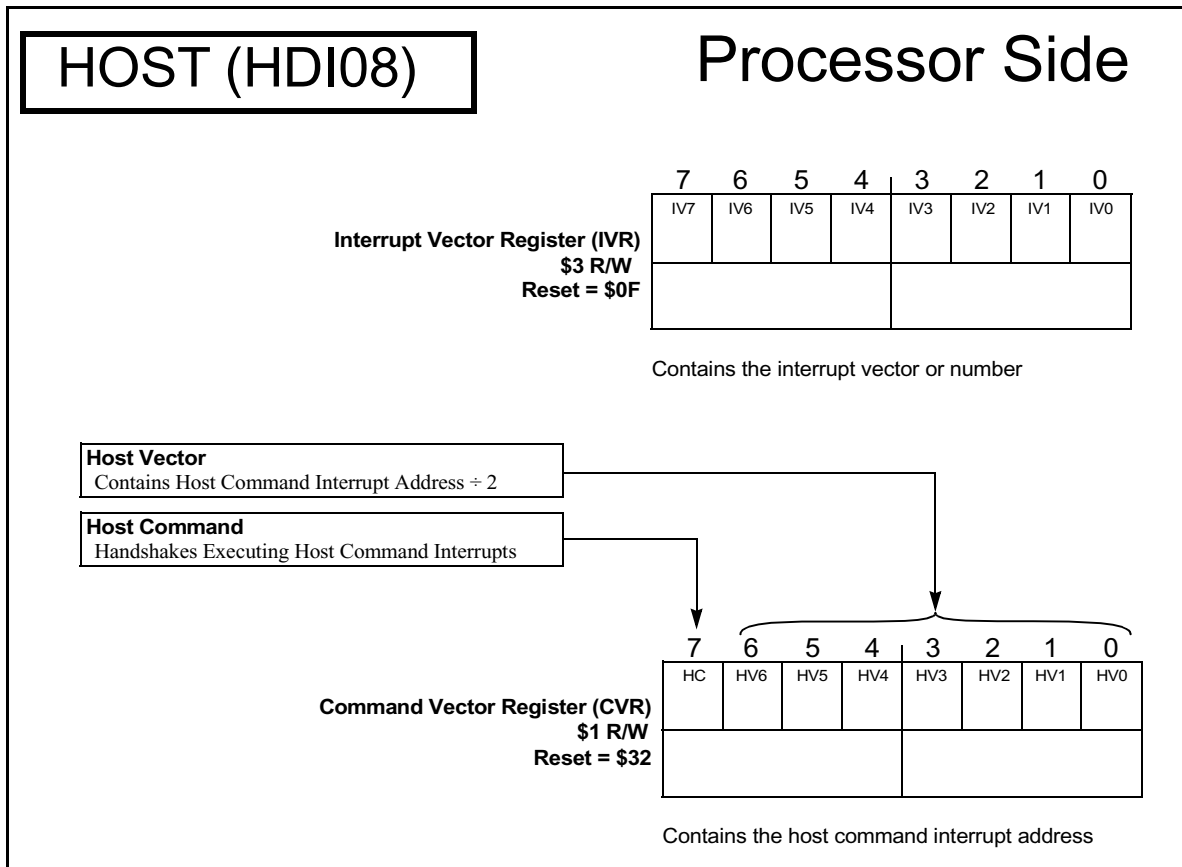 HOST (HDI08)
Processor Side
7 6 5 4 3 2 1 0
IV7 IV6 IV5 IV4 IV3 IV2 IV1 IV0
Interrupt Vector Register (IVR)
$3 R/W
Reset = $0F
Contains the interrupt vector or number
Host Vector
Contains Host Command Interrupt Address ÷ 2
Host Command
Handshakes Executing Host Command Interrupts
7 6 5 4 3 2 1 0
HC HV6 HV5 HV4 HV3 HV2 HV1 HV0
Command Vector Register (CVR)
$1 R/W
Reset = $32
Contains the host command interrupt address